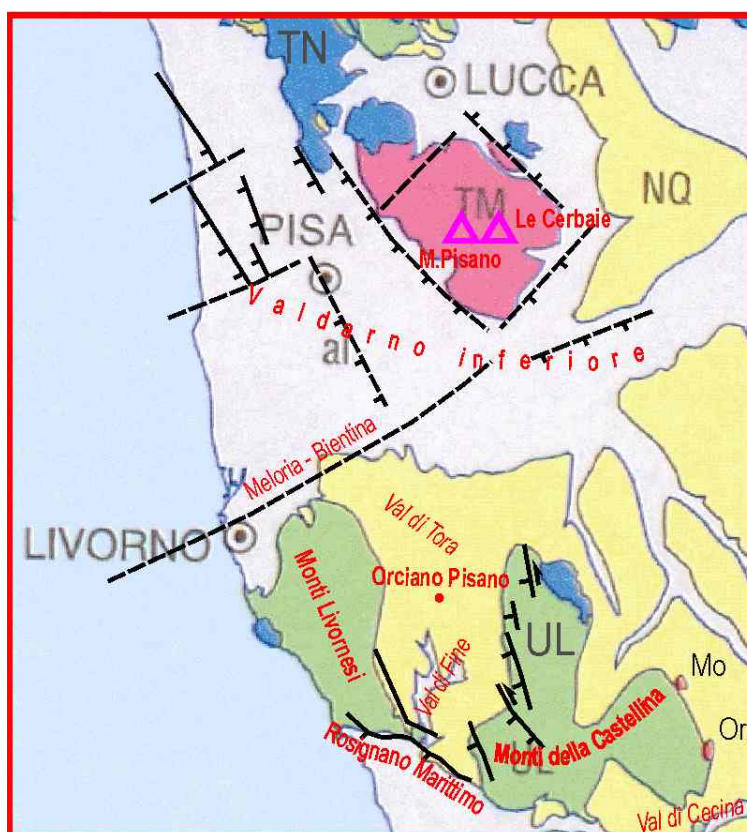 TN
LUCCA
NQ
TM
Le Cerbaie
PISA
M.Pisano
Valdarno inferiore
al
Meloria - Bientina
Val di Tora
LIVORNO
Orciano Pisano
Monti Livornesi
UL
Val di Fine
Mo
Or
Rosignano Marittimo
Monti della Castellina
UL
Val di Cecina